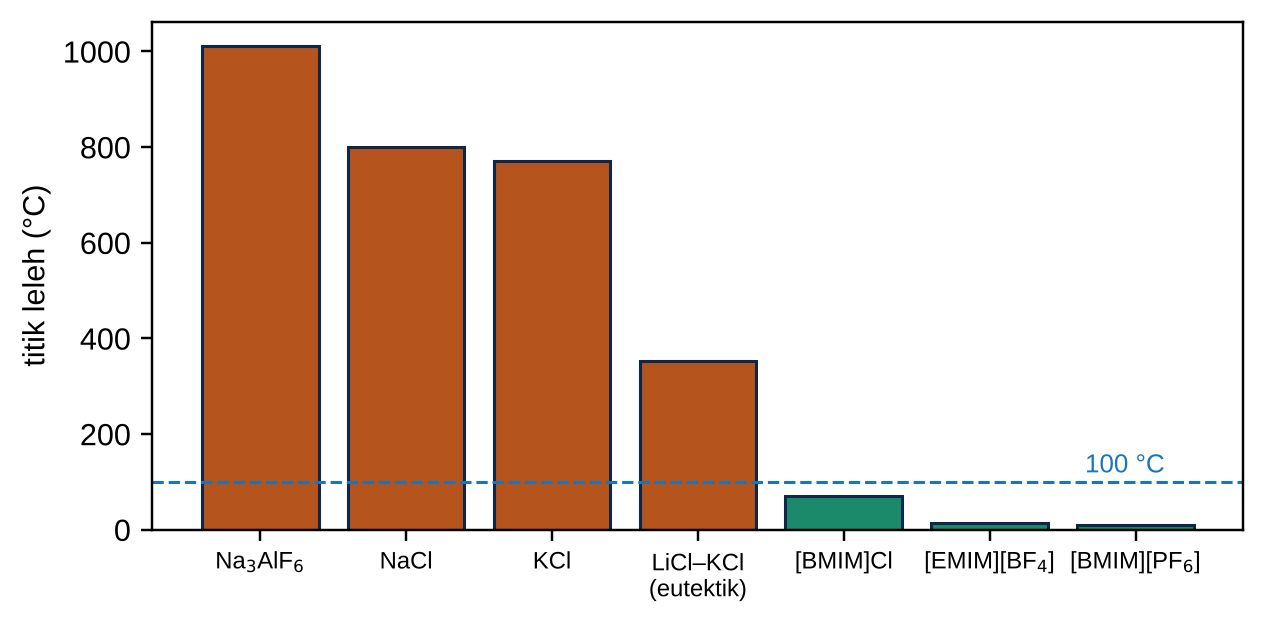 titik leleh (°C)
1000
800
600
400
200
0
100 °C
Na₃AlF₆
NaCl
KCl
LiCl–KCl
(eutektik)
[BMIM]Cl
[EMIM][BF₄]
[BMIM][PF₆]